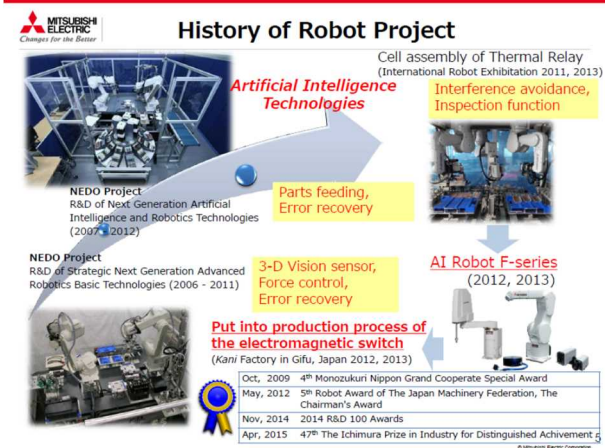 MITSUBISHI
ELECTRIC
Changes for the Better
History of Robot Project
Cell assembly of Thermal Relay
(International Robot Exhibition 2011, 2013)
Artificial Intelligence
Technologies
Interference avoidance,
Inspection function
NEDO Project
R&D of Next Generation Artificial
Intelligence and Robotics Technologies
(2007 2012)
Parts feeding,
Error recovery
NEDO Project
R&D of Strategic Next Generation Advanced
Robotics Basic Technologies (2006 - 2011)
3-D Vision sensor,
Force control,
Error recovery
AI Robot F-series
(2012, 2013)
Put into production process of
the electromagnetic switch
(Kani Factory in Gifu, Japan 2012, 2013)
Oct, 2009 4th Monozukuri Nippon Grand Cooperate Special Award
May, 2012 5th Robot Award of The Japan Machinery Federation, The
Chairman's Award
Nov, 2014 2014 R&D 100 Awards
Apr, 2015 47th The Ichimura Prize in Industry for Distinguished Achivement
5
© Mitsubishi Electric Corporation